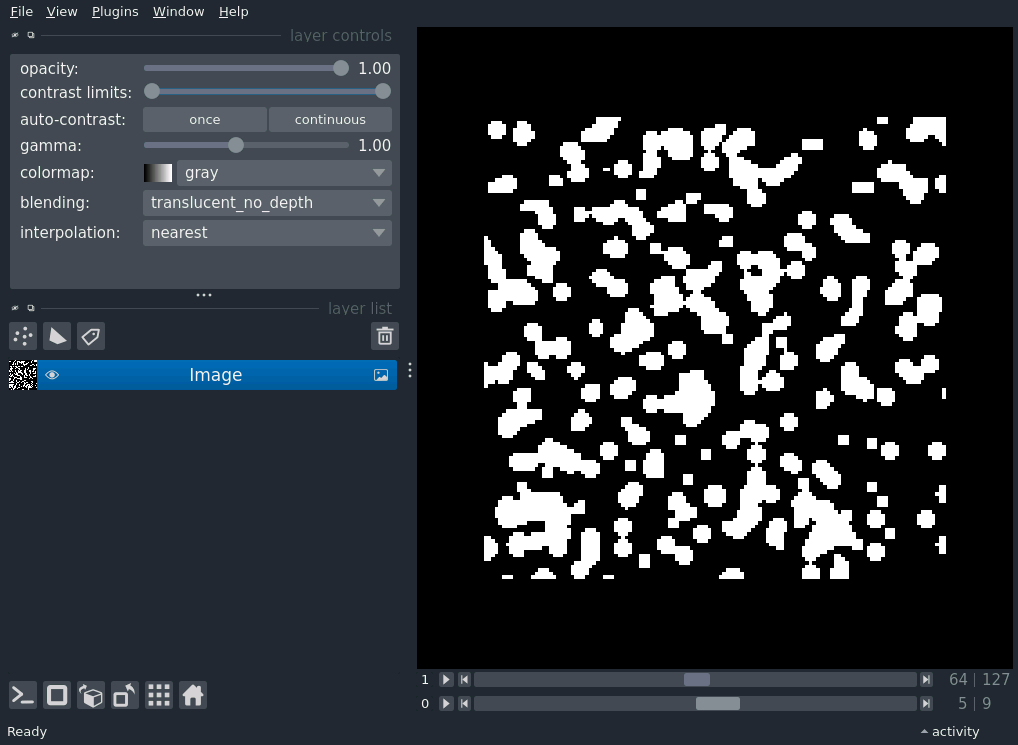 File View Plugins Window Help
layer controls
opacity: 1.00
contrast limits:
auto-contrast: once continuous
gamma: 1.00
colormap: gray
blending: translucent_no_depth
interpolation: nearest
layer list
Image
1 64 | 127
0 5 | 9
Ready activity